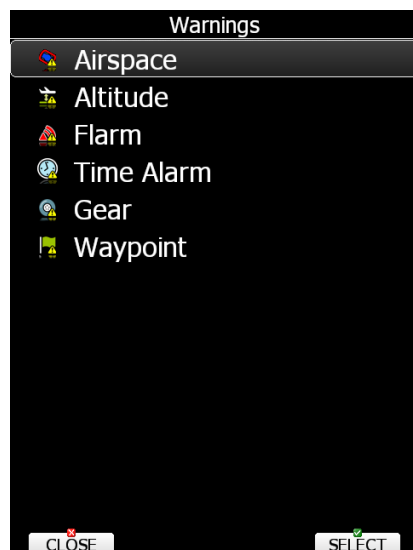 Warnings
Airspace
Altitude
Flarm
Time Alarm
Gear
Waypoint
CLOSE SELECT